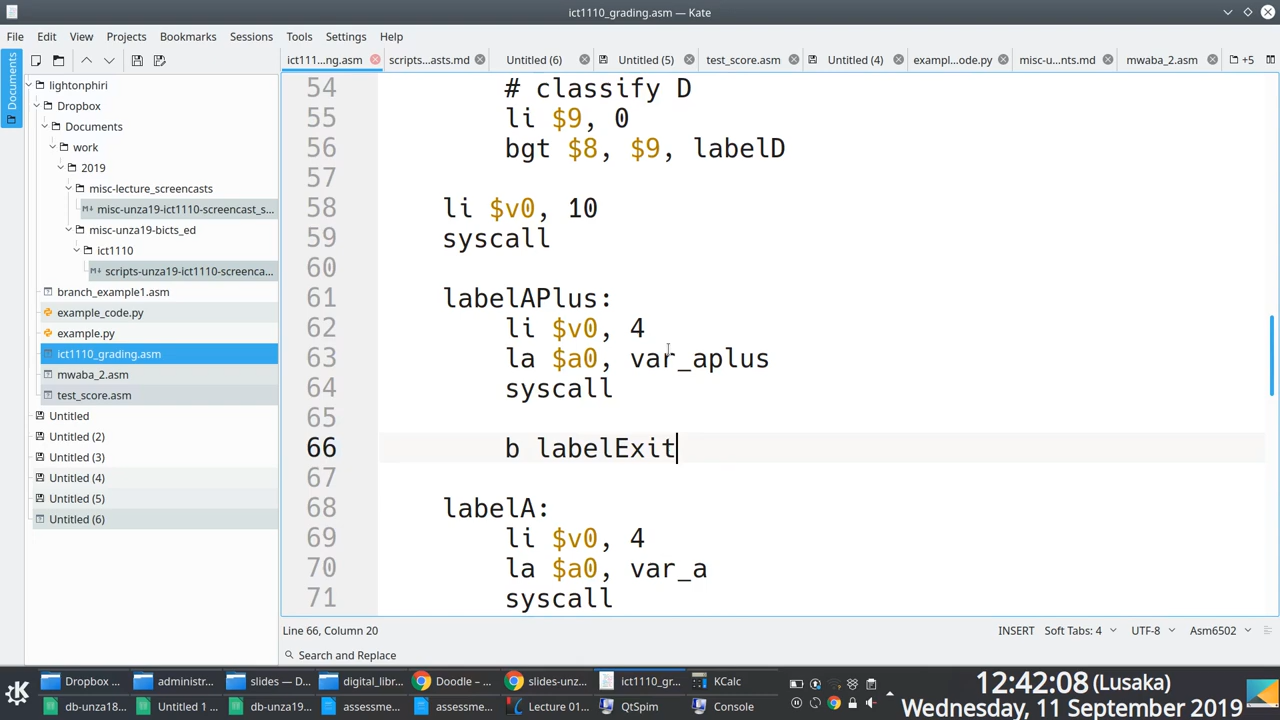 ict1110_grading.asm — Kate
File Edit View Projects Bookmarks Sessions Tools Settings Help
Documents
ict111...ng.asm scripts...asts.md Untitled (6) Untitled (5) test_score.asm Untitled (4) exampl...ode.py misc-u...nts.md mwaba_2.asm +5
lightonphiri
Dropbox
Documents
work
2019
misc-lecture_screencasts
misc-unza19-ict1110-screencast_s...
misc-unza19-bicts_ed
ict1110
scripts-unza19-ict1110-screenca...
branch_example1.asm
example_code.py
example.py
ict1110_grading.asm
mwaba_2.asm
test_score.asm
Untitled
Untitled (2)
Untitled (3)
Untitled (4)
Untitled (5)
Untitled (6)
54 # classify D
55 li $9, 0
56 bgt $8, $9, labelD
57
58 li $v0, 10
59 syscall
60
61 labelAPlus:
62 li $v0, 4
63 la $a0, var_aplus
64 syscall
65
66 b labelExit
67
68 labelA:
69 li $v0, 4
70 la $a0, var_a
71 syscall
Line 66, Column 20 INSERT Soft Tabs: 4 UTF-8 Asm6502
Search and Replace
Dropbox ... administr... slides — D... digital_libr... Doodle – ... slides-unz... ict1110_gr... KCalc
db-unza18... Untitled 1 ... db-unza19... assessme... assessme... Lecture 01... QtSpim Console
12:42:08 (Lusaka)
Wednesday, 11 September 2019